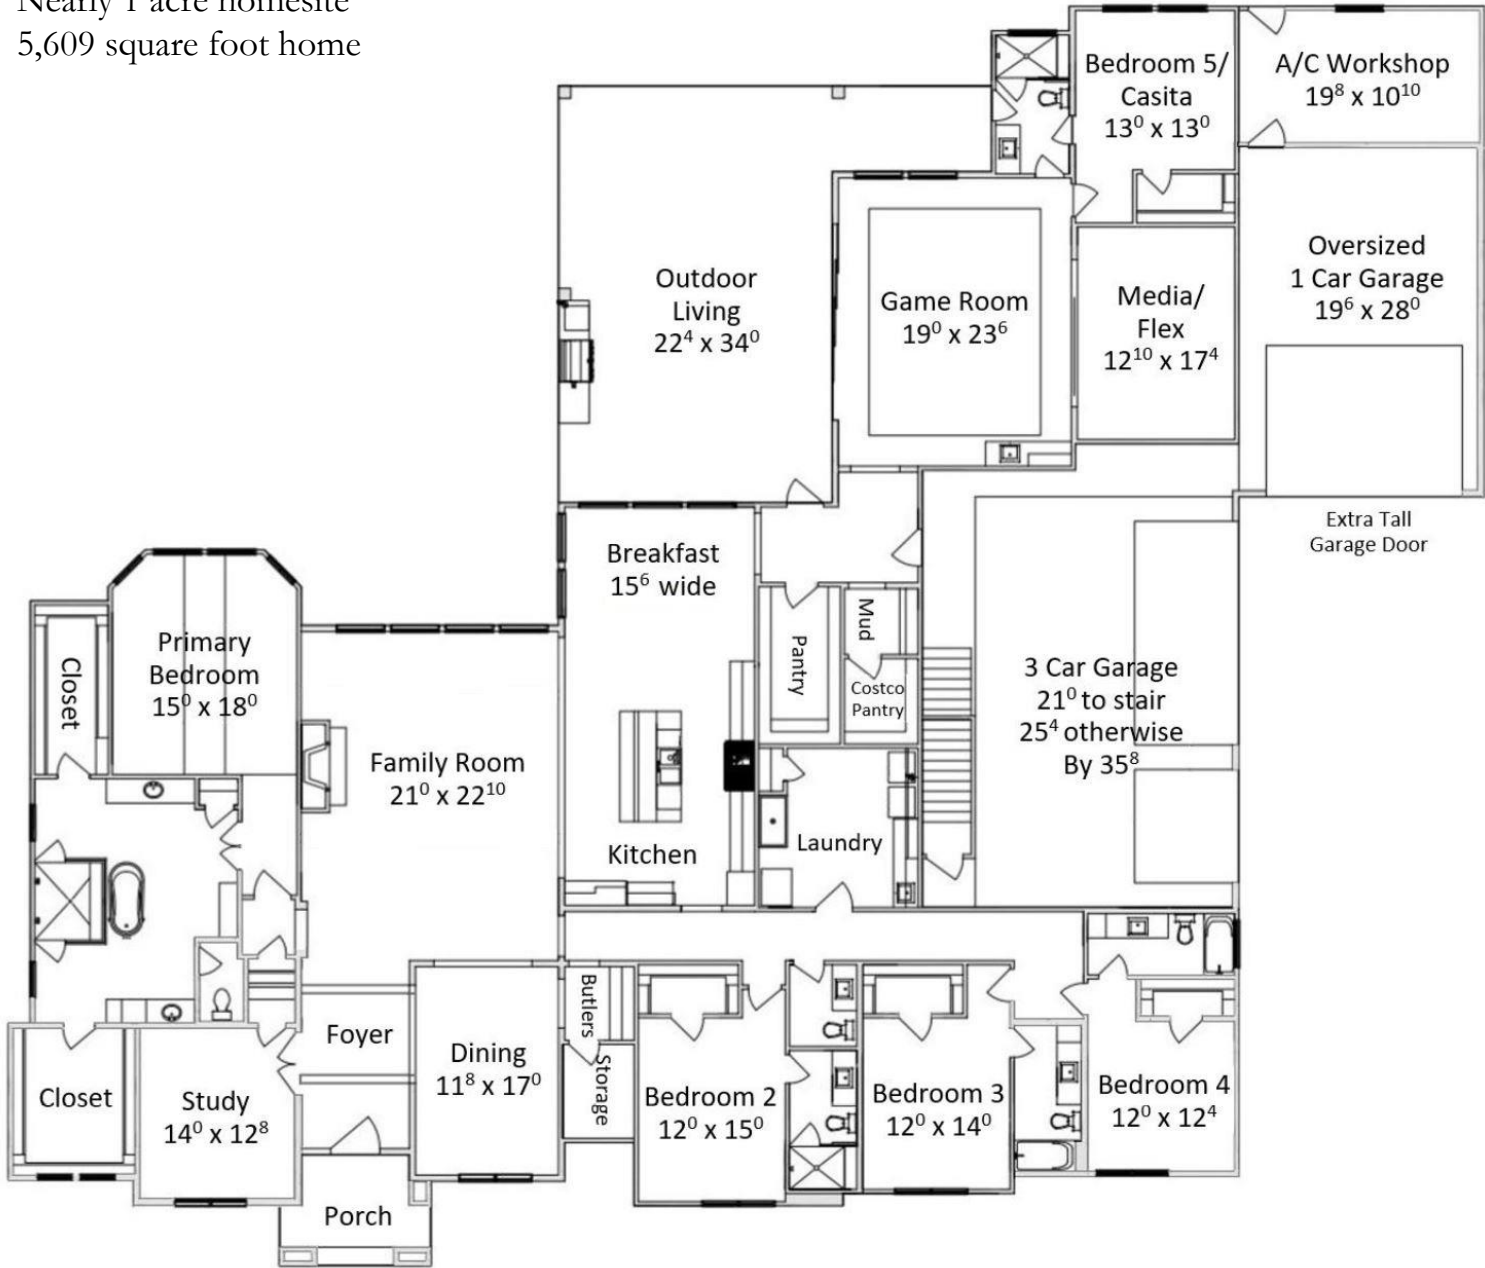 Nearly 1 acre homesite
5,609 square foot home
Bedroom 5/
Casita
13⁰ x 13⁰
A/C Workshop
19⁸ x 10¹⁰
Outdoor
Living
22⁴ x 34⁰
Game Room
19⁰ x 23⁶
Media/
Flex
12¹⁰ x 17⁴
Oversized
1 Car Garage
19⁶ x 28⁰
Extra Tall
Garage Door
Breakfast
15⁶ wide
Primary
Bedroom
15⁰ x 18⁰
Closet
Family Room
21⁰ x 22¹⁰
Kitchen
Pantry
Mud
Costco
Pantry
Laundry
3 Car Garage
21⁰ to stair
25⁴ otherwise
By 35⁸
Closet
Study
14⁰ x 12⁸
Foyer
Porch
Dining
11⁸ x 17⁰
Butlers
Storage
Bedroom 2
12⁰ x 15⁰
Bedroom 3
12⁰ x 14⁰
Bedroom 4
12⁰ x 12⁴